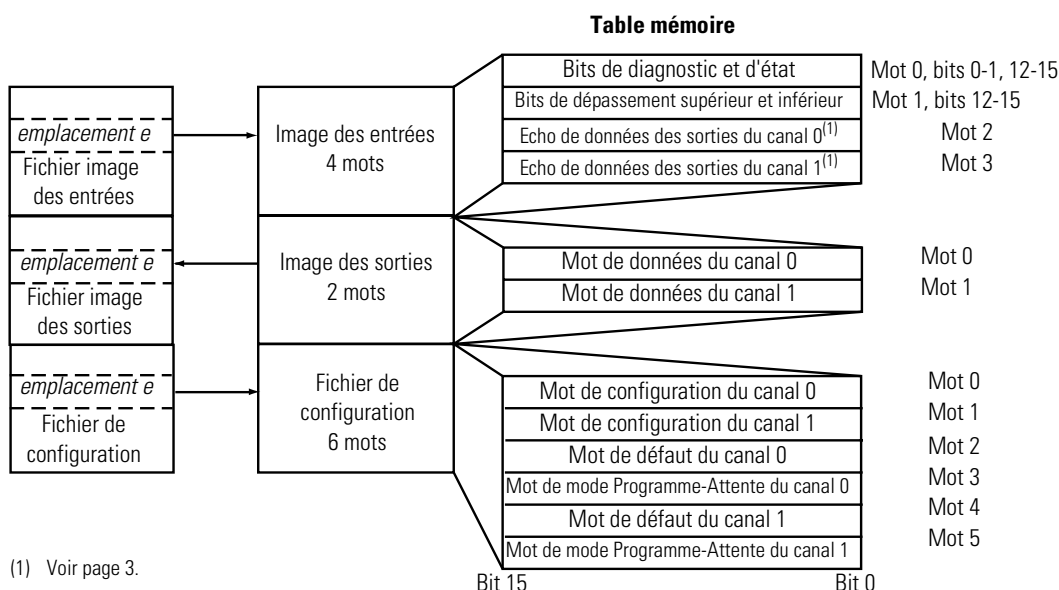 Table mémoire
emplacement e
Fichier image
des entrées
emplacement e
Fichier image
des sorties
emplacement e
Fichier de
configuration
Image des entrées
4 mots
Image des sorties
2 mots
Fichier de
configuration
6 mots
Bits de diagnostic et d'état
Mot 0, bits 0-1, 12-15
Bits de dépassement supérieur et inférieur
Mot 1, bits 12-15
Echo de données des sorties du canal 0(1)
Mot 2
Echo de données des sorties du canal 1(1)
Mot 3
Mot de données du canal 0
Mot 0
Mot de données du canal 1
Mot 1
Mot de configuration du canal 0
Mot 0
Mot de configuration du canal 1
Mot 1
Mot de défaut du canal 0
Mot 2
Mot de mode Programme-Attente du canal 0
Mot 3
Mot de défaut du canal 1
Mot 4
Mot de mode Programme-Attente du canal 1
Mot 5
Bit 15
Bit 0
(1) Voir page 3.